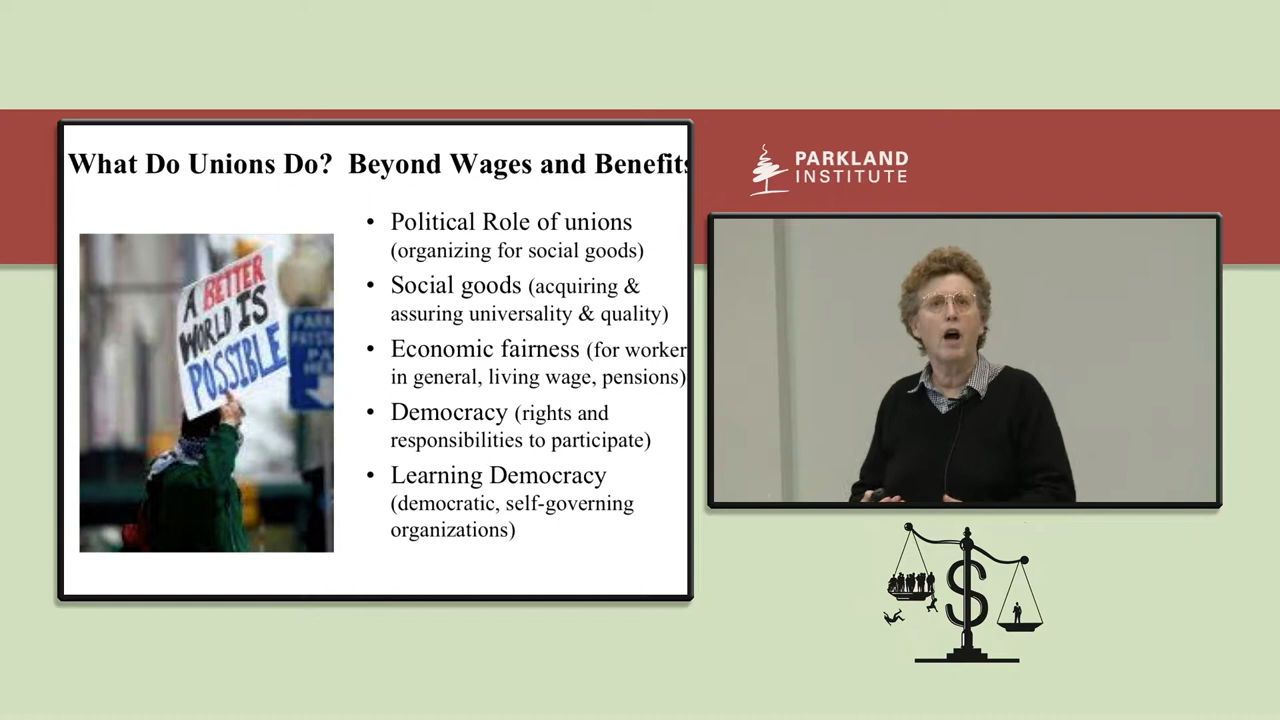 What Do Unions Do? Beyond Wages and Benefits
• Political Role of unions
(organizing for social goods)
• Social goods (acquiring &
assuring universality & quality)
• Economic fairness (for worker
in general, living wage, pensions)
• Democracy (rights and
responsibilities to participate)
• Learning Democracy
(democratic, self-governing
organizations)
A BETTER
WORLD IS
POSSIBLE
PARKLAND
INSTITUTE
$